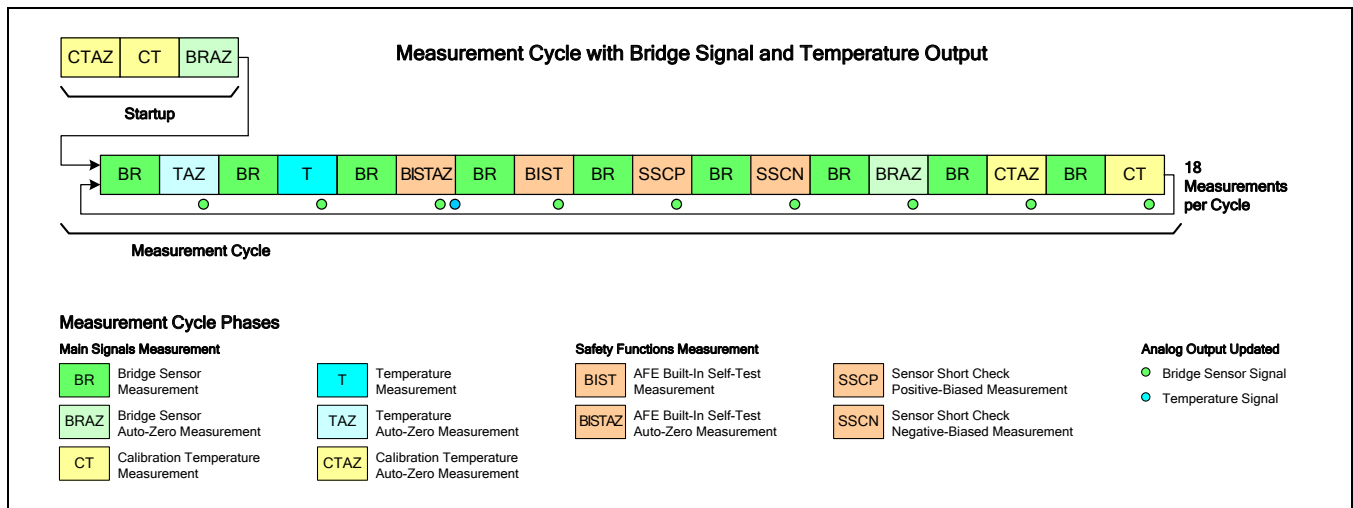 Measurement Cycle with Bridge Signal and Temperature Output
CTAZ CT BRAZ
Startup
BR TAZ BR T BR BISTAZ BR BIST BR SSCP BR SSCN BR BRAZ BR CTAZ BR CT
18
Measurements
per Cycle
Measurement Cycle
Measurement Cycle Phases
Main Signals Measurement
BR
Bridge Sensor
Measurement
BRAZ
Bridge Sensor
Auto-Zero Measurement
CT
Calibration Temperature
Measurement
T
Temperature
Measurement
TAZ
Temperature
Auto-Zero Measurement
CTAZ
Calibration Temperature
Auto-Zero Measurement
Safety Functions Measurement
BIST
AFE Built-In Self-Test
Measurement
BISTAZ
AFE Built-In Self-Test
Auto-Zero Measurement
SSCP
Sensor Short Check
Positive-Biased Measurement
SSCN
Sensor Short Check
Negative-Biased Measurement
Analog Output Updated
Bridge Sensor Signal
Temperature Signal